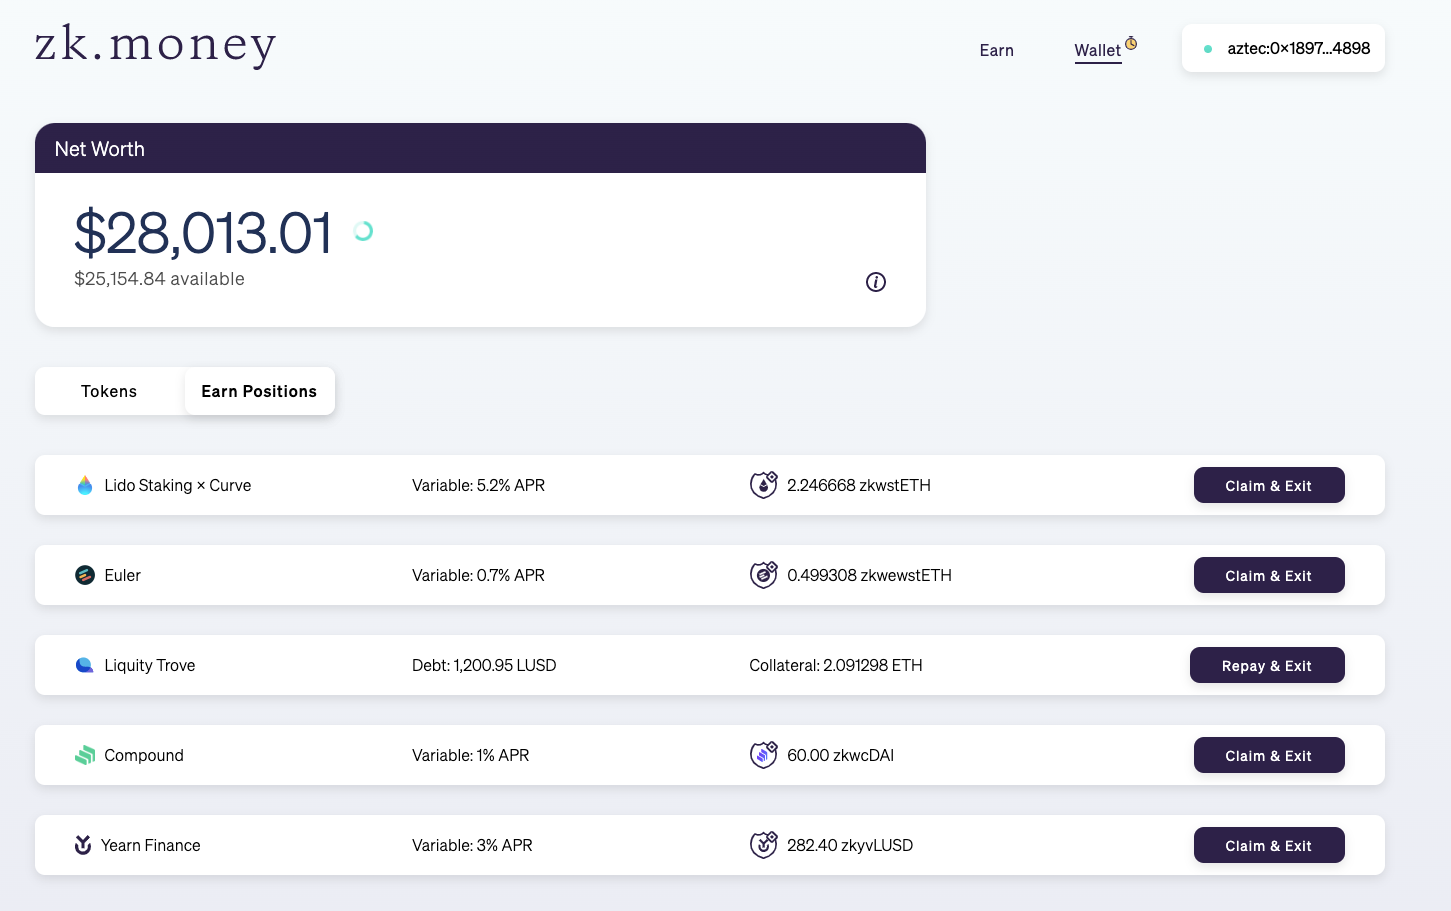 zk.money
Earn
Wallet
aztec:0×1897...4898
Net Worth
$28,013.01
$25,154.84 available
Tokens
Earn Positions
Lido Staking × Curve Variable: 5.2% APR 2.246668 zkwstETH Claim & Exit
Euler Variable: 0.7% APR 0.499308 zkwewstETH Claim & Exit
Liquity Trove Debt: 1,200.95 LUSD Collateral: 2.091298 ETH Repay & Exit
Compound Variable: 1% APR 60.00 zkwcDAI Claim & Exit
Yearn Finance Variable: 3% APR 282.40 zkyvLUSD Claim & Exit